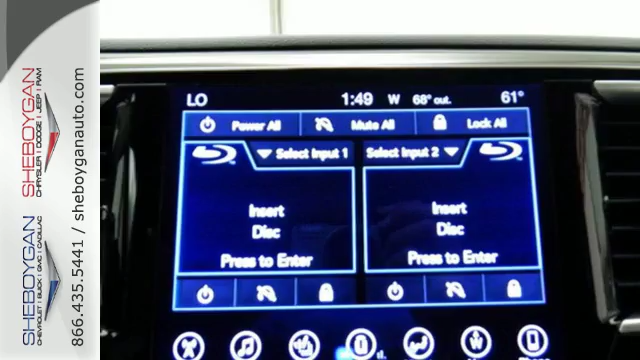 SHEBOYGAN
CHEVROLET | BUICK | GMC | CADILLAC
SHEBOYGAN
CHRYSLER | DODGE | JEEP | RAM
866.435.5441 / sheboyganauto.com
LO 1:49 W 68° out. 61°
Power All Mute All Lock All
Select Input 1 Select Input 2
Insert Insert
Disc Disc
Press to Enter Press to Enter